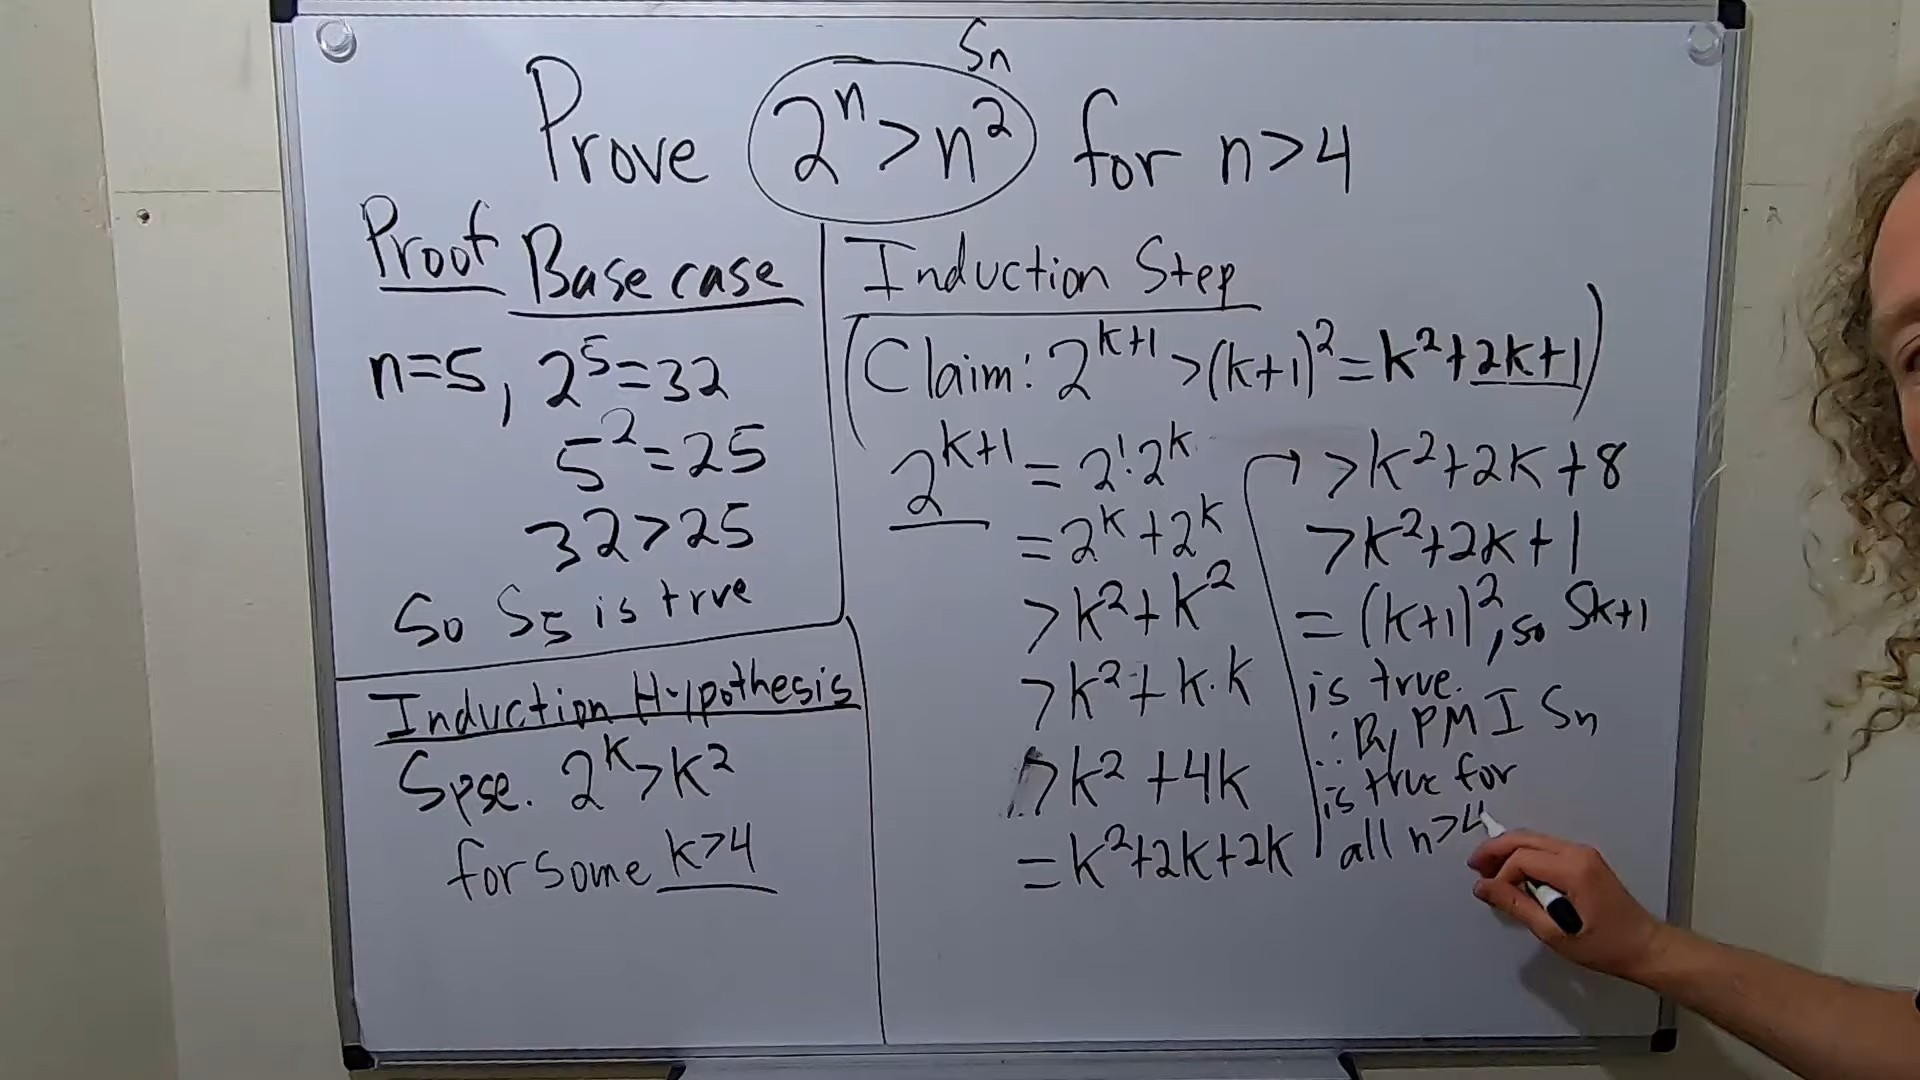 Sn
Prove 2^n > n^2 for n>4
Proof Base case
n=5, 2^5=32
5^2=25
32>25
So S_5 is true
Induction Hypothesis
Spse. 2^k>k^2
for some k>4
Induction Step
(Claim: 2^{k+1} >(k+1)^2=k^2+2k+1)
2^{k+1} = 2^1·2^k
=2^k+2^k
>k^2+k^2
>k^2+k·k
>k^2+4k
=k^2+2k+2k
>k^2+2k+8
>k^2+2k+1
=(k+1)^2, so S_{k+1}
is true.
∴ By PMI Sn
is true for
all n>4